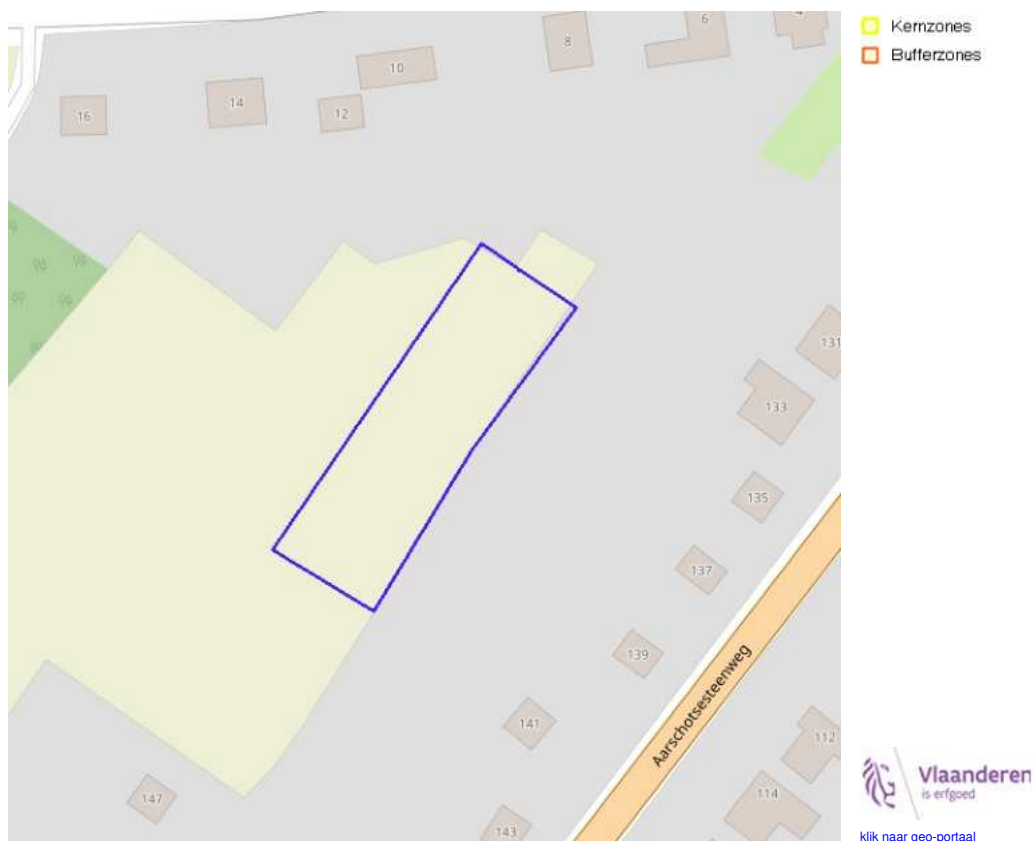 Kernzones
Bufferzones
4
6
8
10
12
14
16
131
133
135
137
139
Aarschotsesteenweg
141
112
114
147
143
Vlaanderen
is erfgoed
klik naar geo-portaal